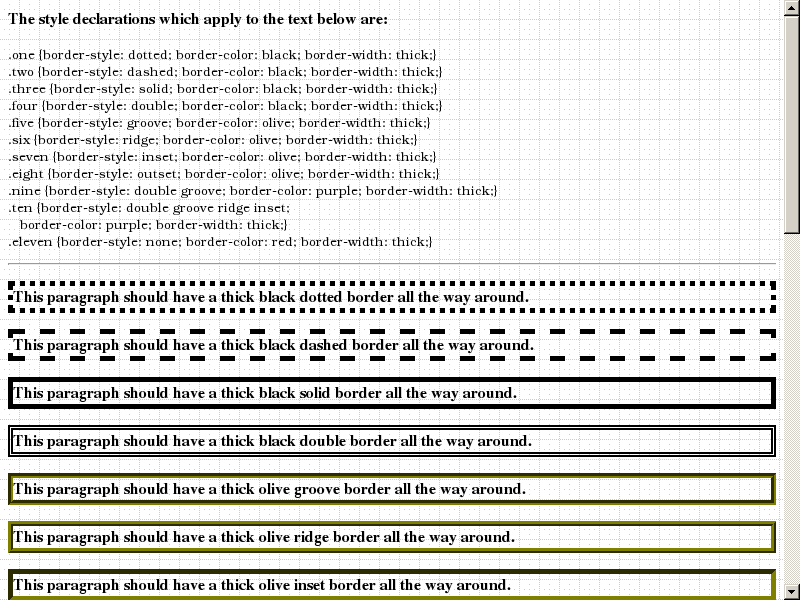 The style declarations which apply to the text below are:
.one {border-style: dotted; border-color: black; border-width: thick;}
.two {border-style: dashed; border-color: black; border-width: thick;}
.three {border-style: solid; border-color: black; border-width: thick;}
.four {border-style: double; border-color: black; border-width: thick;}
.five {border-style: groove; border-color: olive; border-width: thick;}
.six {border-style: ridge; border-color: olive; border-width: thick;}
.seven {border-style: inset; border-color: olive; border-width: thick;}
.eight {border-style: outset; border-color: olive; border-width: thick;}
.nine {border-style: double groove; border-color: purple; border-width: thick;}
.ten {border-style: double groove ridge inset;
border-color: purple; border-width: thick;}
.eleven {border-style: none; border-color: red; border-width: thick;}
This paragraph should have a thick black dotted border all the way around.
This paragraph should have a thick black dashed border all the way around.
This paragraph should have a thick black solid border all the way around.
This paragraph should have a thick black double border all the way around.
This paragraph should have a thick olive groove border all the way around.
This paragraph should have a thick olive ridge border all the way around.
This paragraph should have a thick olive inset border all the way around.